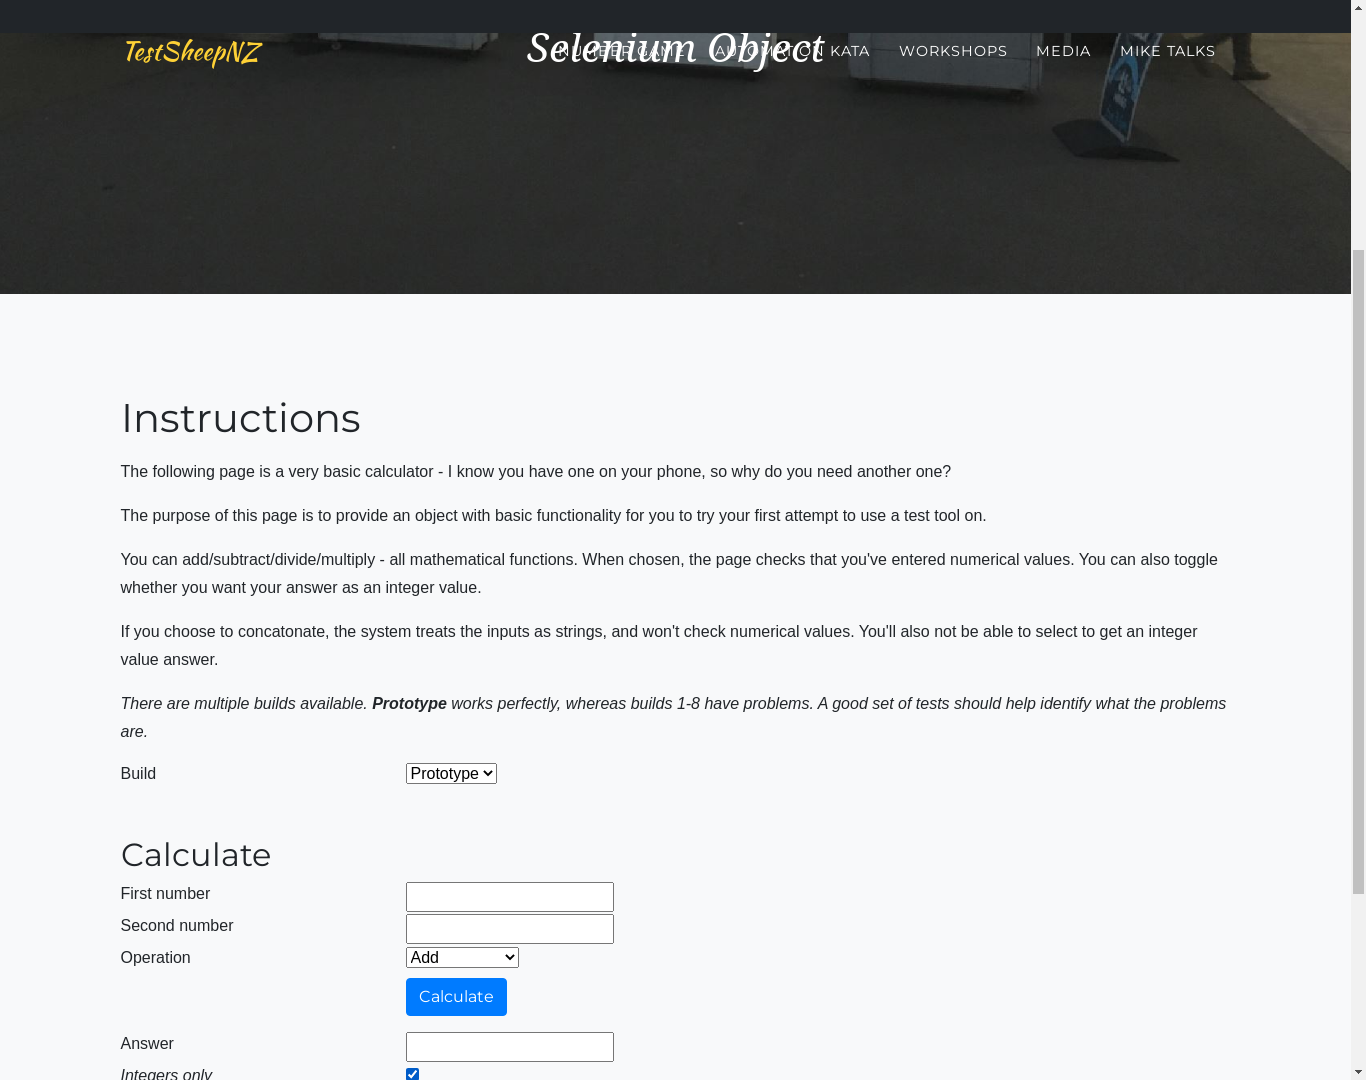 TestSheepNZ
NUMBER GAME AUTOMATION KATA WORKSHOPS MEDIA MIKE TALKS
Selenium Object
Instructions
The following page is a very basic calculator - I know you have one on your phone, so why do you need another one?
The purpose of this page is to provide an object with basic functionality for you to try your first attempt to use a test tool on.
You can add/subtract/divide/multiply - all mathematical functions. When chosen, the page checks that you've entered numerical values. You can also toggle
whether you want your answer as an integer value.
If you choose to concatonate, the system treats the inputs as strings, and won't check numerical values. You'll also not be able to select to get an integer
value answer.
There are multiple builds available. Prototype works perfectly, whereas builds 1-8 have problems. A good set of tests should help identify what the problems
are.
Build Prototype
Calculate
First number
Second number
Operation Add
Calculate
Answer
Integers only